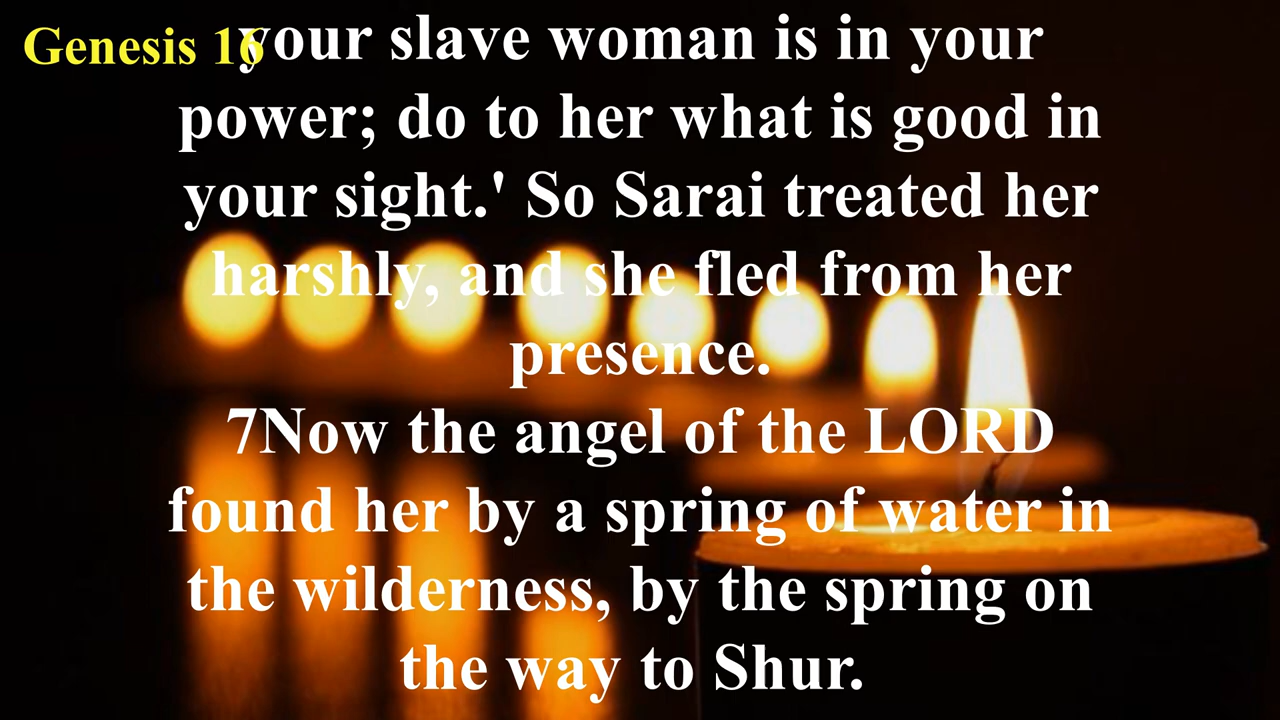 Genesis 16
your slave woman is in your
power; do to her what is good in
your sight.' So Sarai treated her
harshly, and she fled from her
presence.
7Now the angel of the LORD
found her by a spring of water in
the wilderness, by the spring on
the way to Shur.